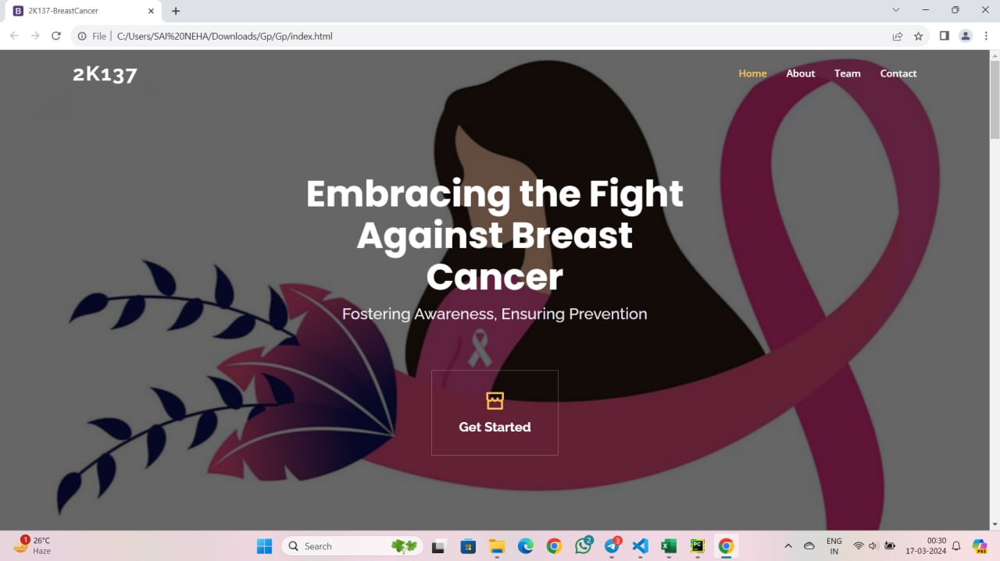 2K137-BreastCancer
File
C:/Users/SAI%20NEHA/Downloads/Gp/Gp/index.html
2K137
Home About Team Contact
Embracing the Fight
Against Breast
Cancer
Fostering Awareness, Ensuring Prevention
Get Started
1
26°C
Haze
Search
2
3
PC
ENG
IN
00:30
17-03-2024
PRE